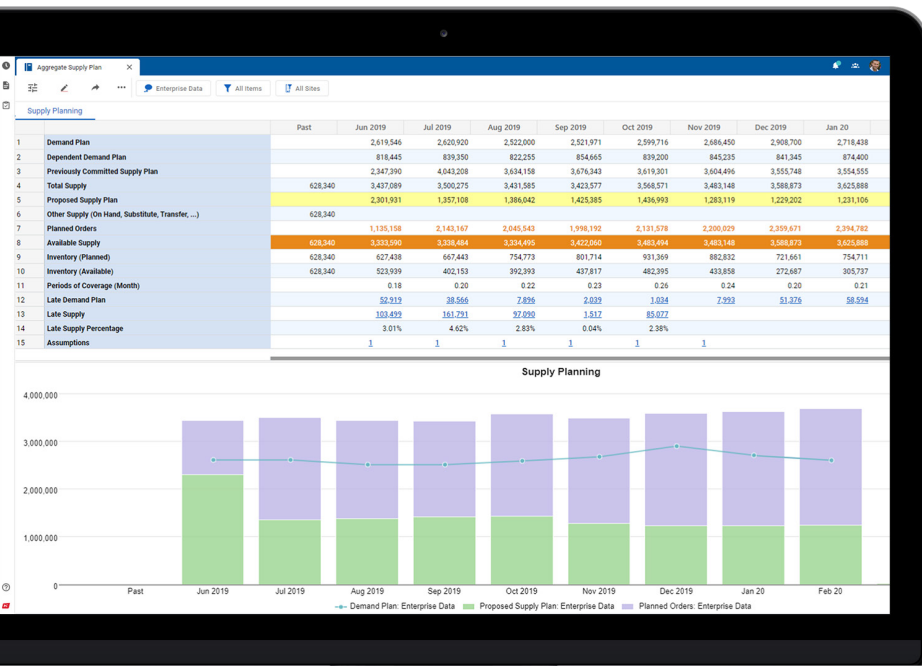 Aggregate Supply Plan
Enterprise Data All Items All Sites
Supply Planning
Past Jun 2019 Jul 2019 Aug 2019 Sep 2019 Oct 2019 Nov 2019 Dec 2019 Jan 20
1 Demand Plan 2,619,546 2,620,920 2,522,000 2,521,971 2,599,716 2,686,450 2,908,700 2,718,438
2 Dependent Demand Plan 818,445 839,350 822,255 854,665 839,200 845,235 841,345 874,400
3 Previously Committed Supply Plan 2,347,390 4,043,208 3,634,158 3,676,343 3,619,301 3,604,496 3,555,748 3,554,555
4 Total Supply 628,340 3,437,089 3,500,275 3,431,585 3,423,577 3,568,571 3,483,148 3,588,873 3,625,888
5 Proposed Supply Plan 2,301,931 1,357,108 1,386,042 1,425,385 1,436,993 1,283,119 1,229,202 1,231,106
6 Other Supply (On Hand, Substitute, Transfer, ...) 628,340
7 Planned Orders 1,135,158 2,143,167 2,045,543 1,998,192 2,131,578 2,200,029 2,359,671 2,394,782
8 Available Supply 628,340 3,333,590 3,338,484 3,334,495 3,422,060 3,483,494 3,483,148 3,588,873 3,625,888
9 Inventory (Planned) 628,340 627,438 667,443 754,773 801,714 931,369 882,832 721,661 754,711
10 Inventory (Available) 628,340 523,939 402,153 392,393 437,817 482,395 433,858 272,687 305,737
11 Periods of Coverage (Month) 0.18 0.20 0.22 0.23 0.26 0.24 0.20 0.21
12 Late Demand Plan 52,919 38,566 7,896 2,039 1,034 7,993 51,376 58,594
13 Late Supply 103,499 161,791 97,090 1,517 85,077
14 Late Supply Percentage 3.01% 4.62% 2.83% 0.04% 2.38%
15 Assumptions 1 1 1 1 1 1
Supply Planning
4,000,000
3,000,000
2,000,000
1,000,000
0
Past Jun 2019 Jul 2019 Aug 2019 Sep 2019 Oct 2019 Nov 2019 Dec 2019 Jan 20 Feb 20
Demand Plan: Enterprise Data Proposed Supply Plan: Enterprise Data Planned Orders: Enterprise Data